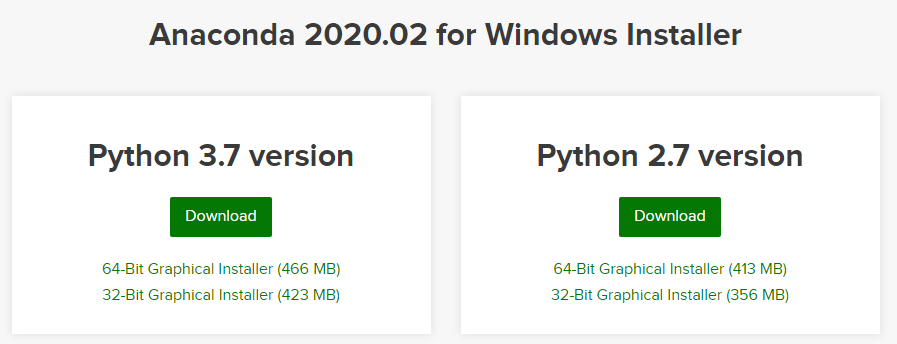 Anaconda 2020.02 for Windows Installer
Python 3.7 version
Download
64-Bit Graphical Installer (466 MB)
32-Bit Graphical Installer (423 MB)
Python 2.7 version
Download
64-Bit Graphical Installer (413 MB)
32-Bit Graphical Installer (356 MB)